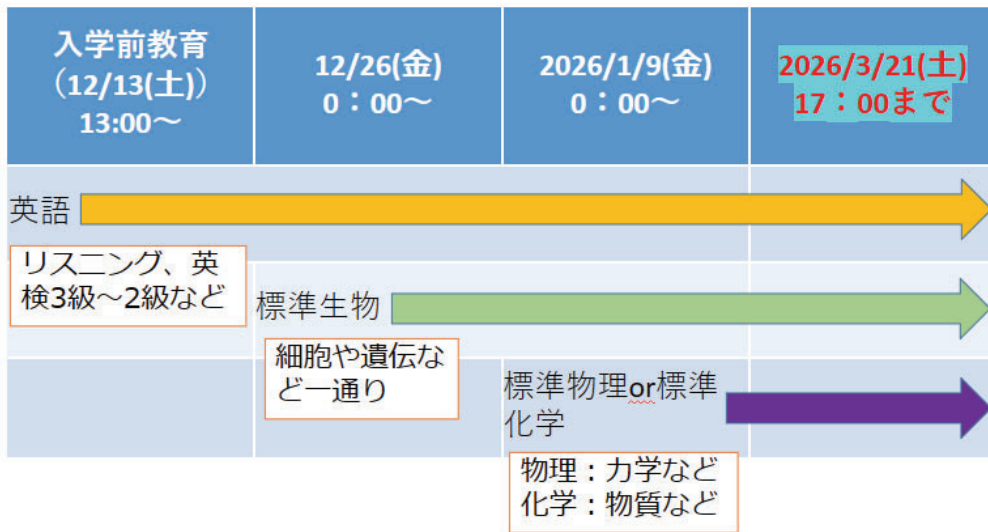 入学前教育
（12/13(土)）
13:00～
12/26(金)
0：00～
2026/1/9(金)
0：00～
2026/3/21(土)
17：00まで
英語
リスニング、英
検3級～2級など
標準生物
細胞や遺伝な
ど一通り
標準物理or標準
化学
物理：力学など
化学：物質など